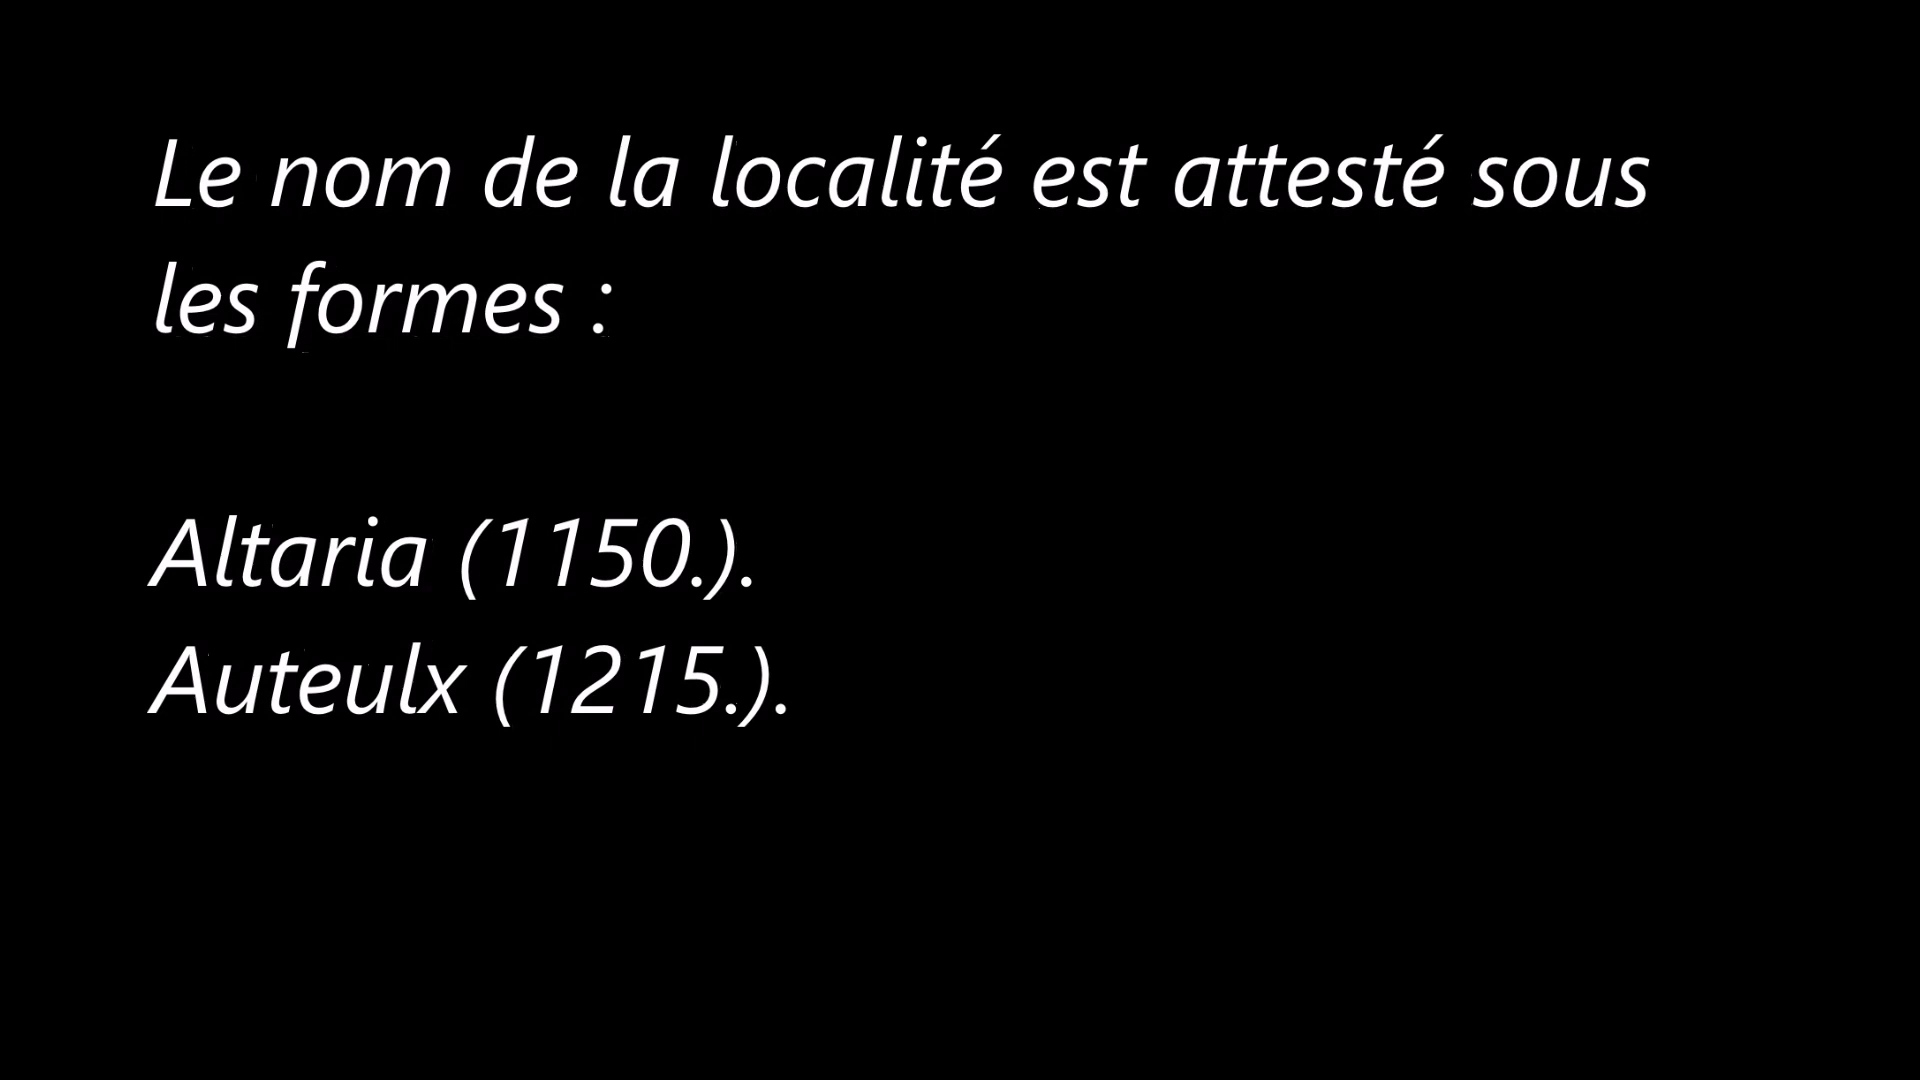 Le nom de la localité est attesté sous
les formes :
Altaria (1150.).
Auteulx (1215.).